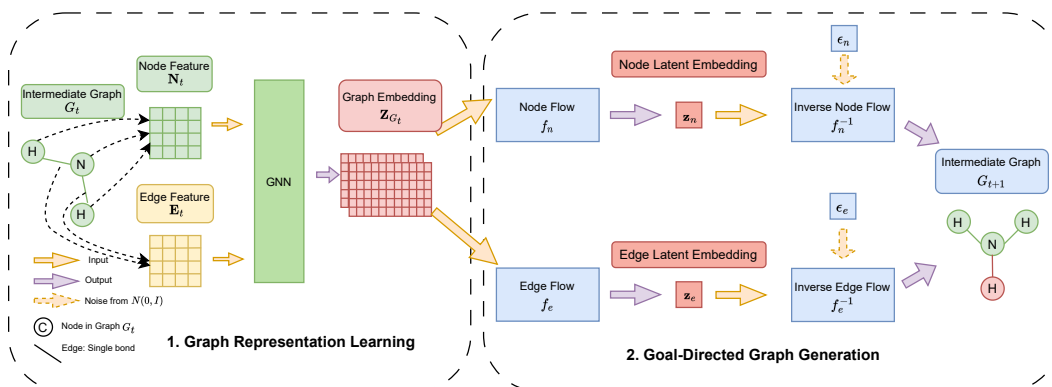 Node Feature
N_t
Intermediate Graph
G_t
H
N
H
Edge Feature
E_t
GNN
Graph Embedding
Z_{G_t}
Input
Output
Noise from N(0, I)
C
Node in Graph G_t
Edge: Single bond
1. Graph Representation Learning
ϵ_n
Node Latent Embedding
Node Flow
f_n
z_n
Inverse Node Flow
f_n^{-1}
Intermediate Graph
G_{t+1}
ϵ_e
Edge Latent Embedding
Edge Flow
f_e
z_e
Inverse Edge Flow
f_e^{-1}
H
H
N
H
2. Goal-Directed Graph Generation